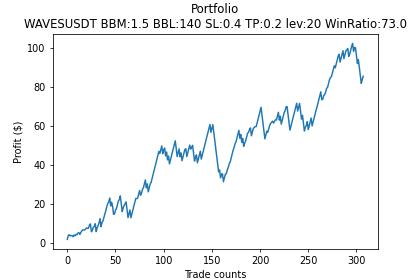 Portfolio
WAVESUSDT BBM:1.5 BBL:140 SL:0.4 TP:0.2 lev:20 WinRatio:73.0
100
80
60
40
20
0
Profit ($)
0 50 100 150 200 250 300
Trade counts